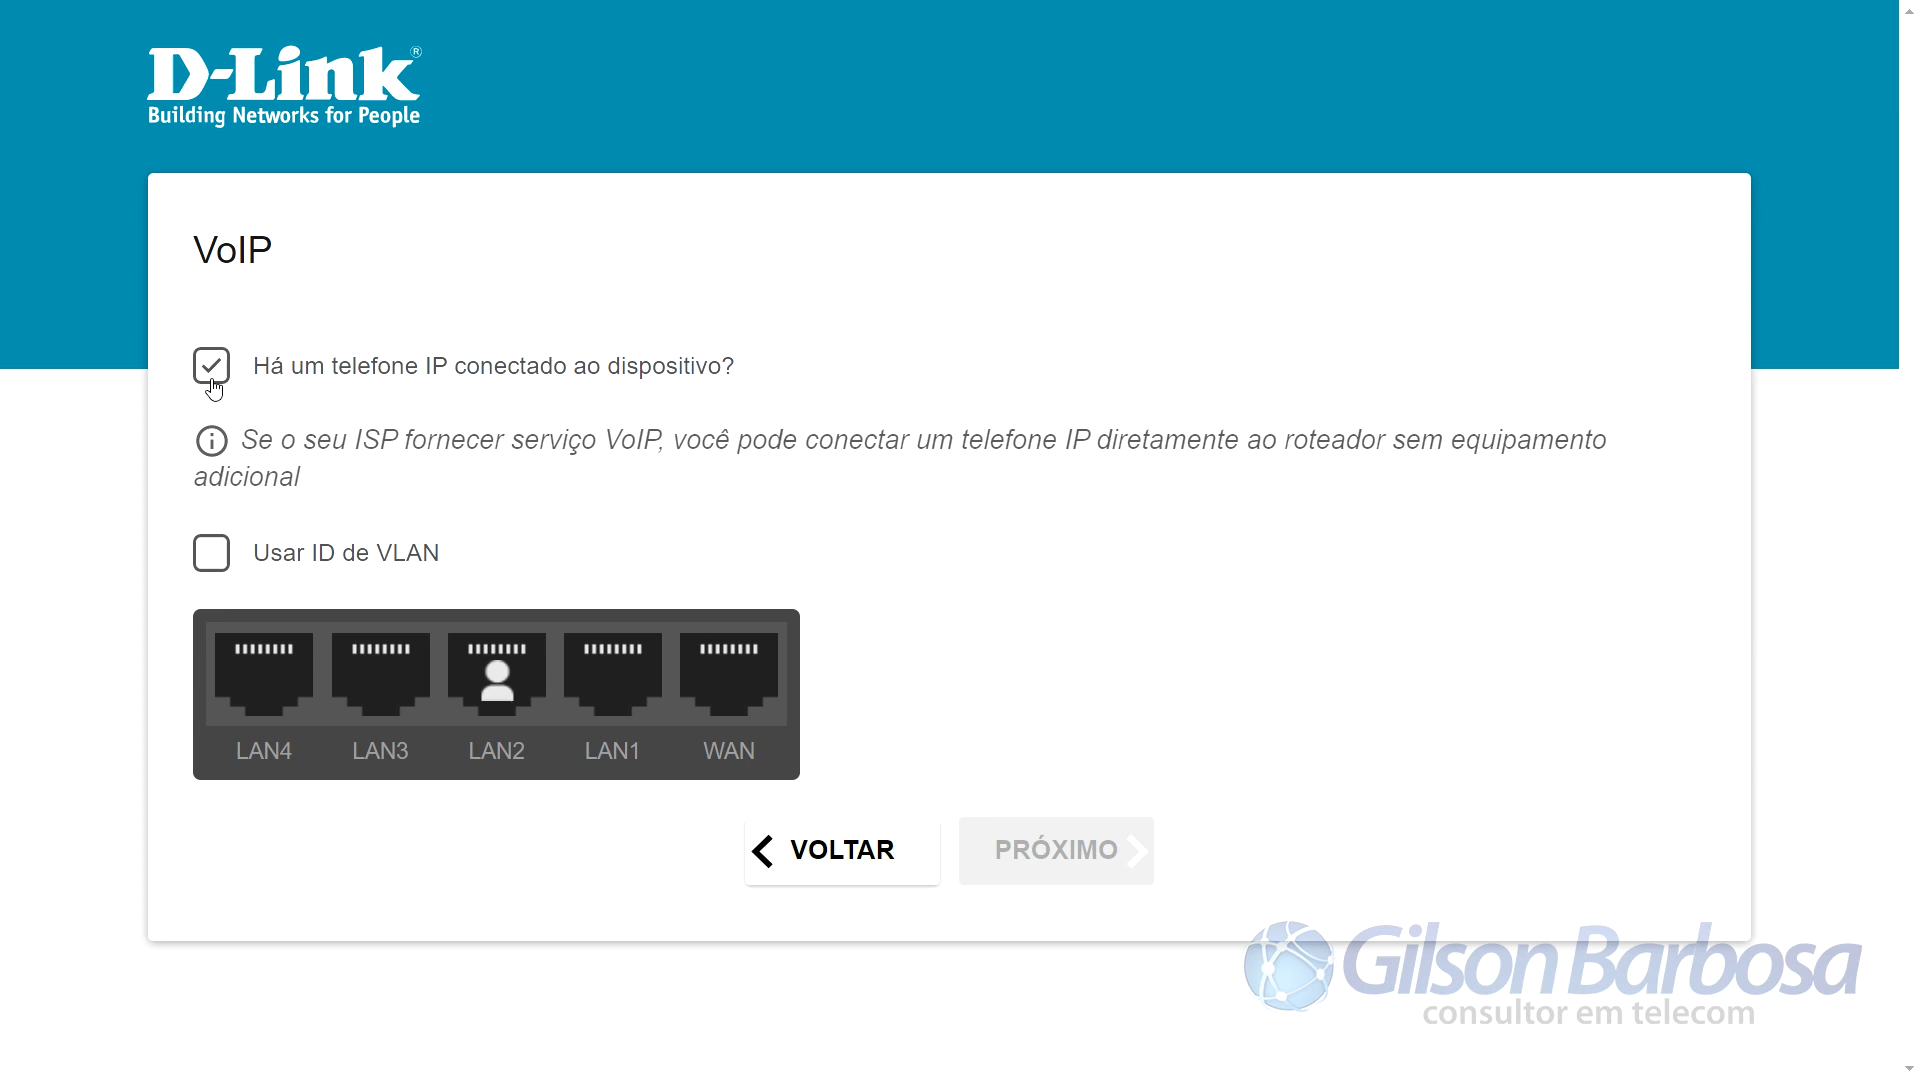 D-Link®
Building Networks for People
VoIP
Há um telefone IP conectado ao dispositivo?
Se o seu ISP fornecer serviço VoIP, você pode conectar um telefone IP diretamente ao roteador sem equipamento
adicional
Usar ID de VLAN
LAN4 LAN3 LAN2 LAN1 WAN
VOLTAR PRÓXIMO
Gilson Barbosa
consultor em telecom